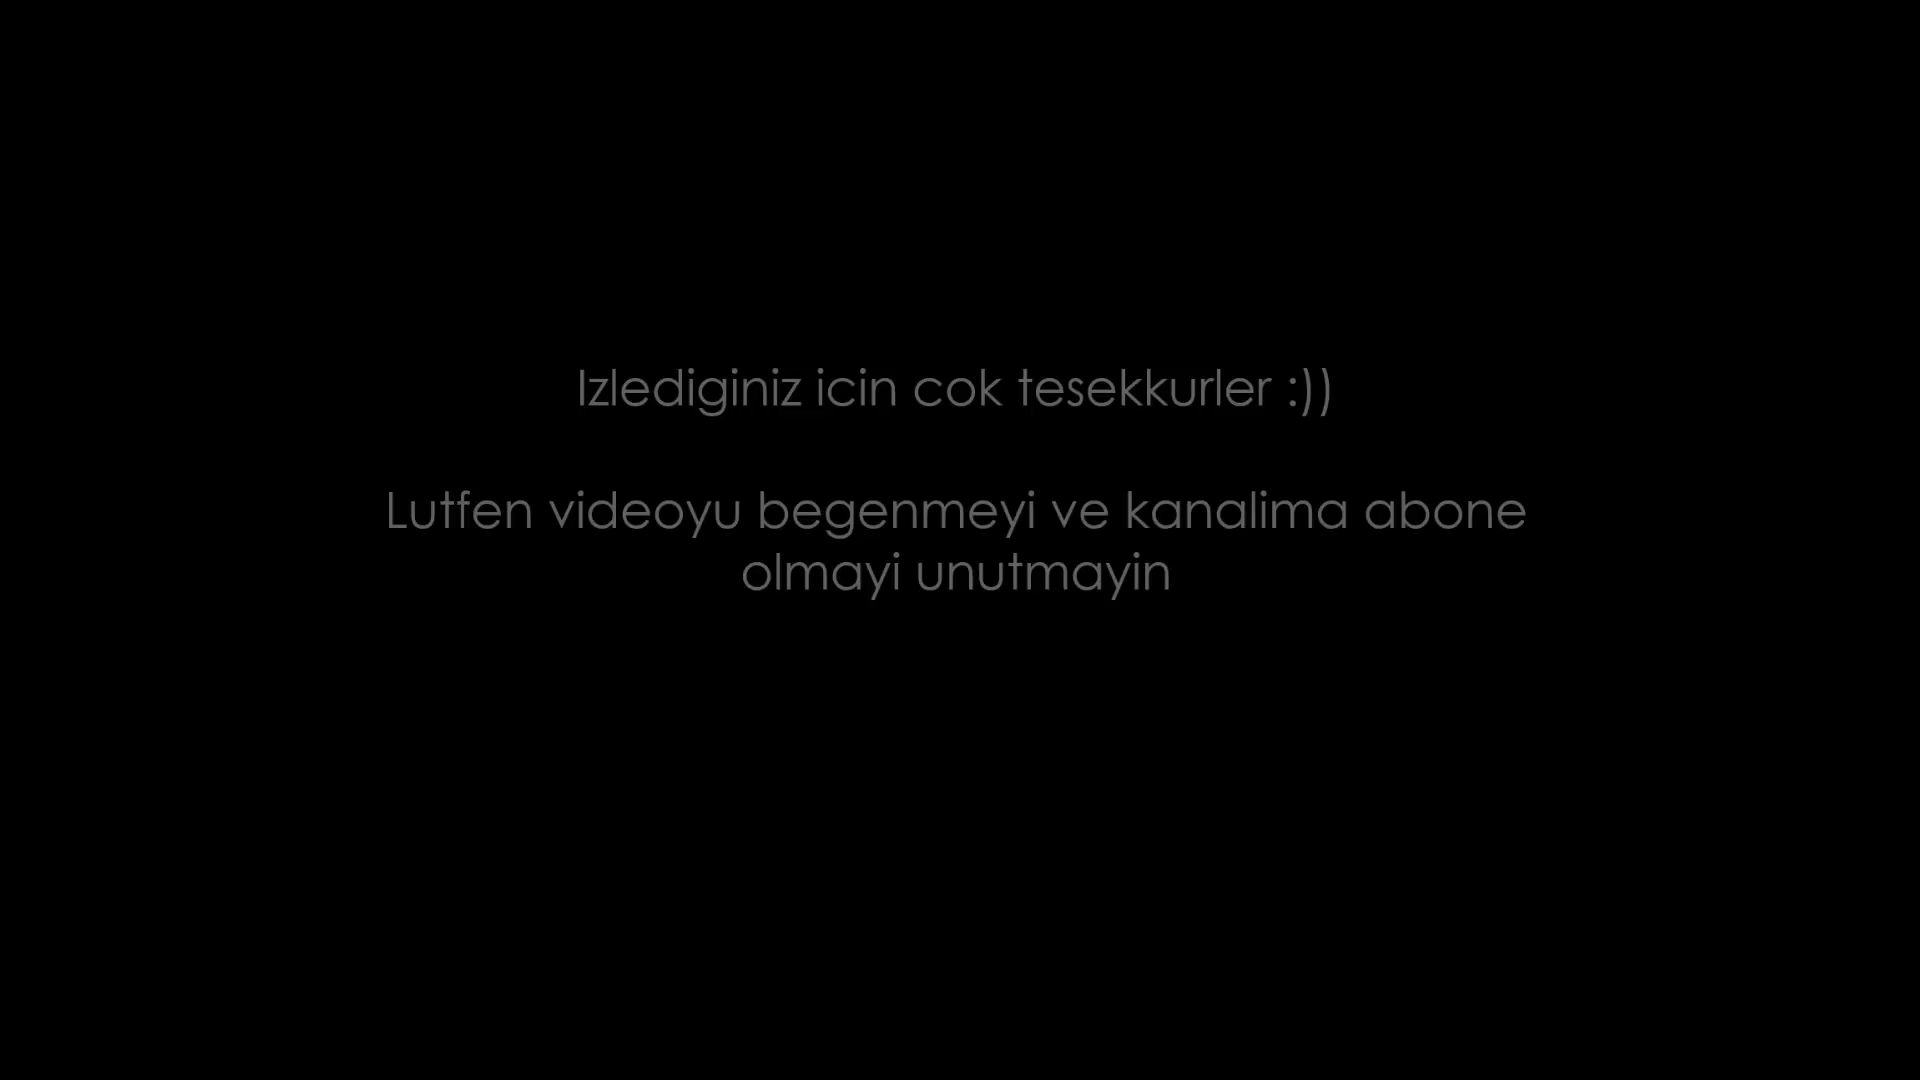 Izlediginiz icin cok tesekkurler :))
Lutfen videoyu begenmeyi ve kanalima abone
olmayi unutmayin